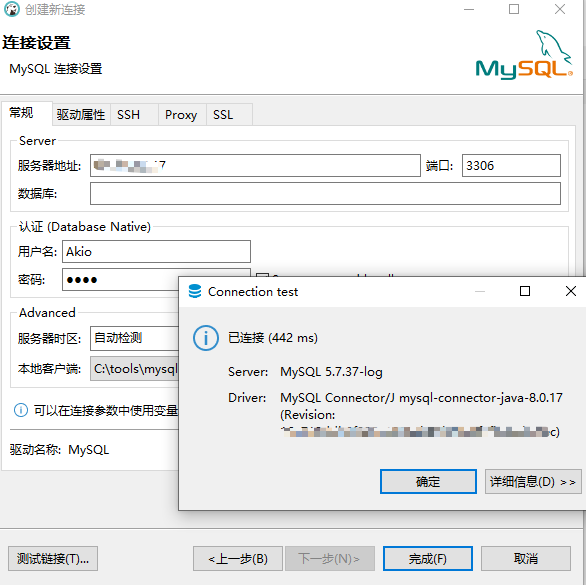 创建新连接
连接设置
MySQL 连接设置
MySQL
常规 驱动属性 SSH Proxy SSL
Server
服务器地址: 7 端口: 3306
数据库:
认证 (Database Native)
用户名: Akio
密码: ●●●●
Connection test
Advanced
已连接 (442 ms)
服务器时区: 自动检测
Server: MySQL 5.7.37-log
本地客户端: C:\tools\mysql
Driver: MySQL Connector/J mysql-connector-java-8.0.17
(Revision:
可以在连接参数中使用变量
c)
驱动名称: MySQL
确定 详细信息(D) >>
测试链接(T)... <上一步(B) 下一步(N)> 完成(F) 取消